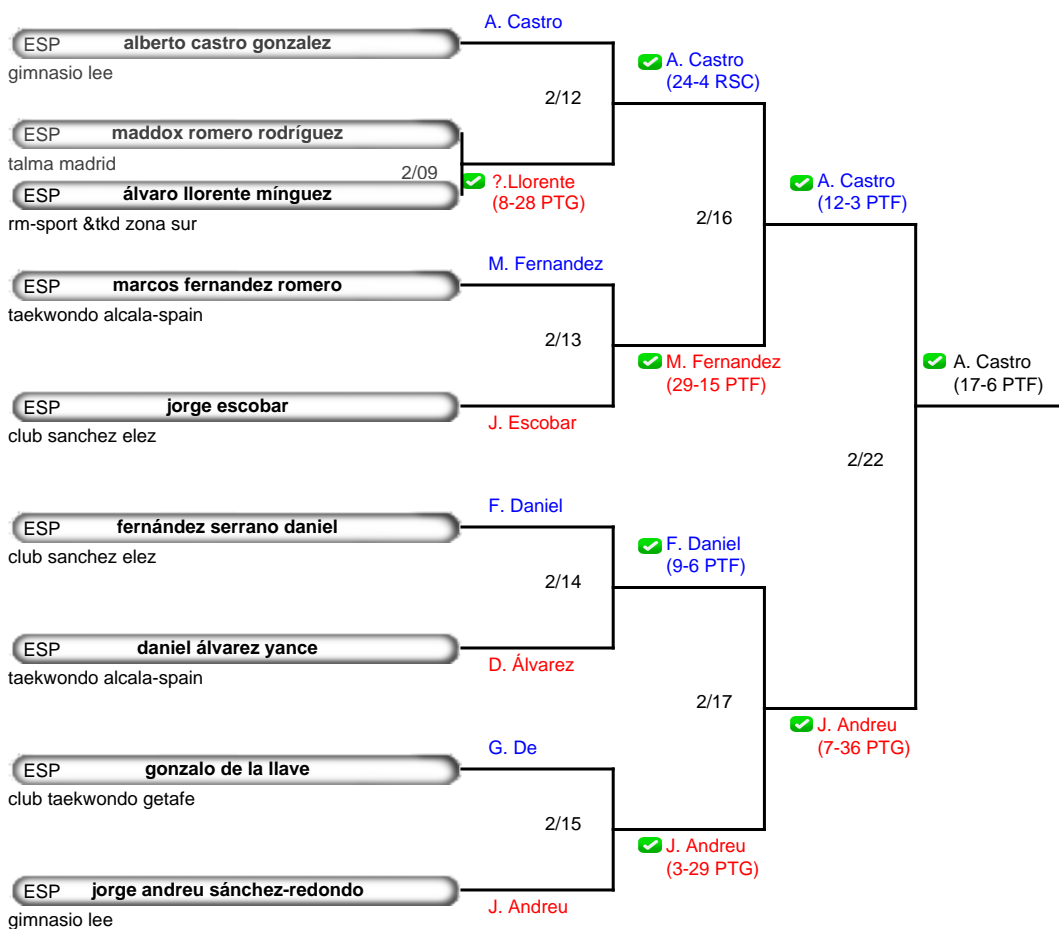 A. Castro
ESP alberto castro gonzalez
gimnasio lee
A. Castro
(24-4 RSC)
2/12
ESP maddox romero rodríguez
talma madrid
2/09
ESP álvaro llorente mínguez
rm-sport &tkd zona sur
?.Llorente
(8-28 PTG)
A. Castro
(12-3 PTF)
2/16
M. Fernandez
ESP marcos fernandez romero
taekwondo alcala-spain
2/13
M. Fernandez
(29-15 PTF)
A. Castro
(17-6 PTF)
ESP jorge escobar
club sanchez elez
J. Escobar
2/22
F. Daniel
ESP fernández serrano daniel
club sanchez elez
F. Daniel
(9-6 PTF)
2/14
ESP daniel álvarez yance
taekwondo alcala-spain
D. Álvarez
2/17
J. Andreu
(7-36 PTG)
G. De
ESP gonzalo de la llave
club taekwondo getafe
2/15
J. Andreu
(3-29 PTG)
ESP jorge andreu sánchez-redondo
gimnasio lee
J. Andreu